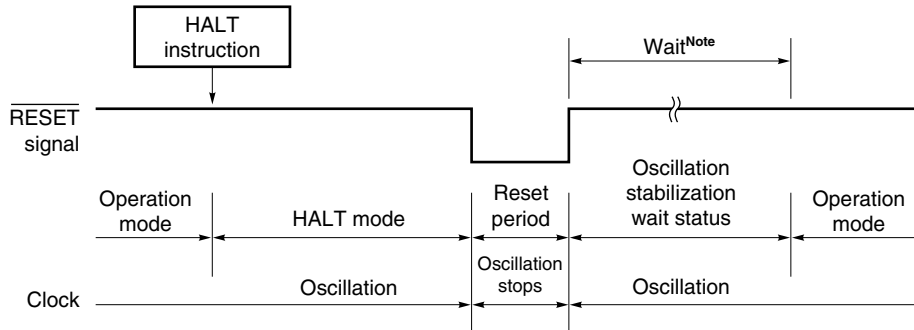 HALT
instruction
Wait Note
RESET
signal
Operation
mode
HALT mode
Reset
period
Oscillation
stabilization
wait status
Operation
mode
Clock
Oscillation
Oscillation
stops
Oscillation